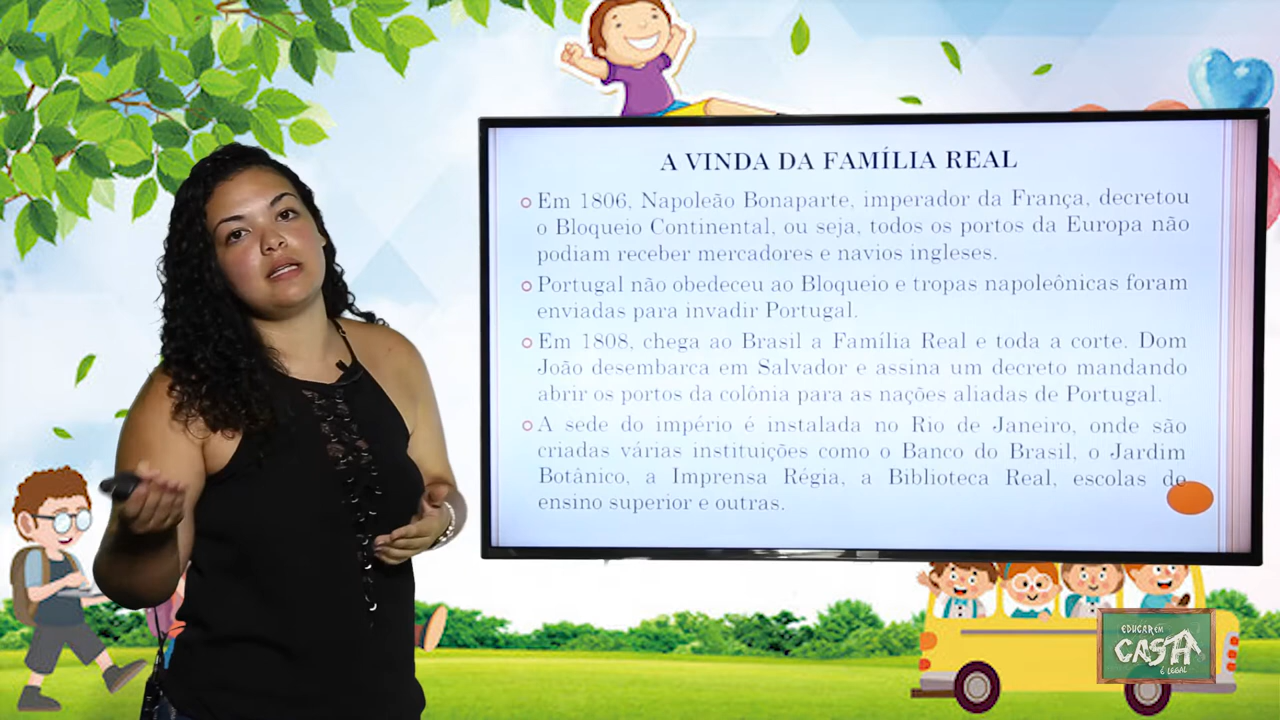 A VINDA DA FAMÍLIA REAL
Em 1806, Napoleão Bonaparte, imperador da França, decretou
o Bloqueio Continental, ou seja, todos os portos da Europa não
podiam receber mercadores e navios ingleses.
Portugal não obedeceu ao Bloqueio e tropas napoleônicas foram
enviadas para invadir Portugal.
Em 1808, chega ao Brasil a Família Real e toda a corte. Dom
João desembarca em Salvador e assina um decreto mandando
abrir os portos da colônia para as nações aliadas de Portugal.
A sede do império é instalada no Rio de Janeiro, onde são
criadas várias instituições como o Banco do Brasil, o Jardim
Botânico, a Imprensa Régia, a Biblioteca Real, escolas de
ensino superior e outras.
EDUCAR EM
CASA
É LEGAL